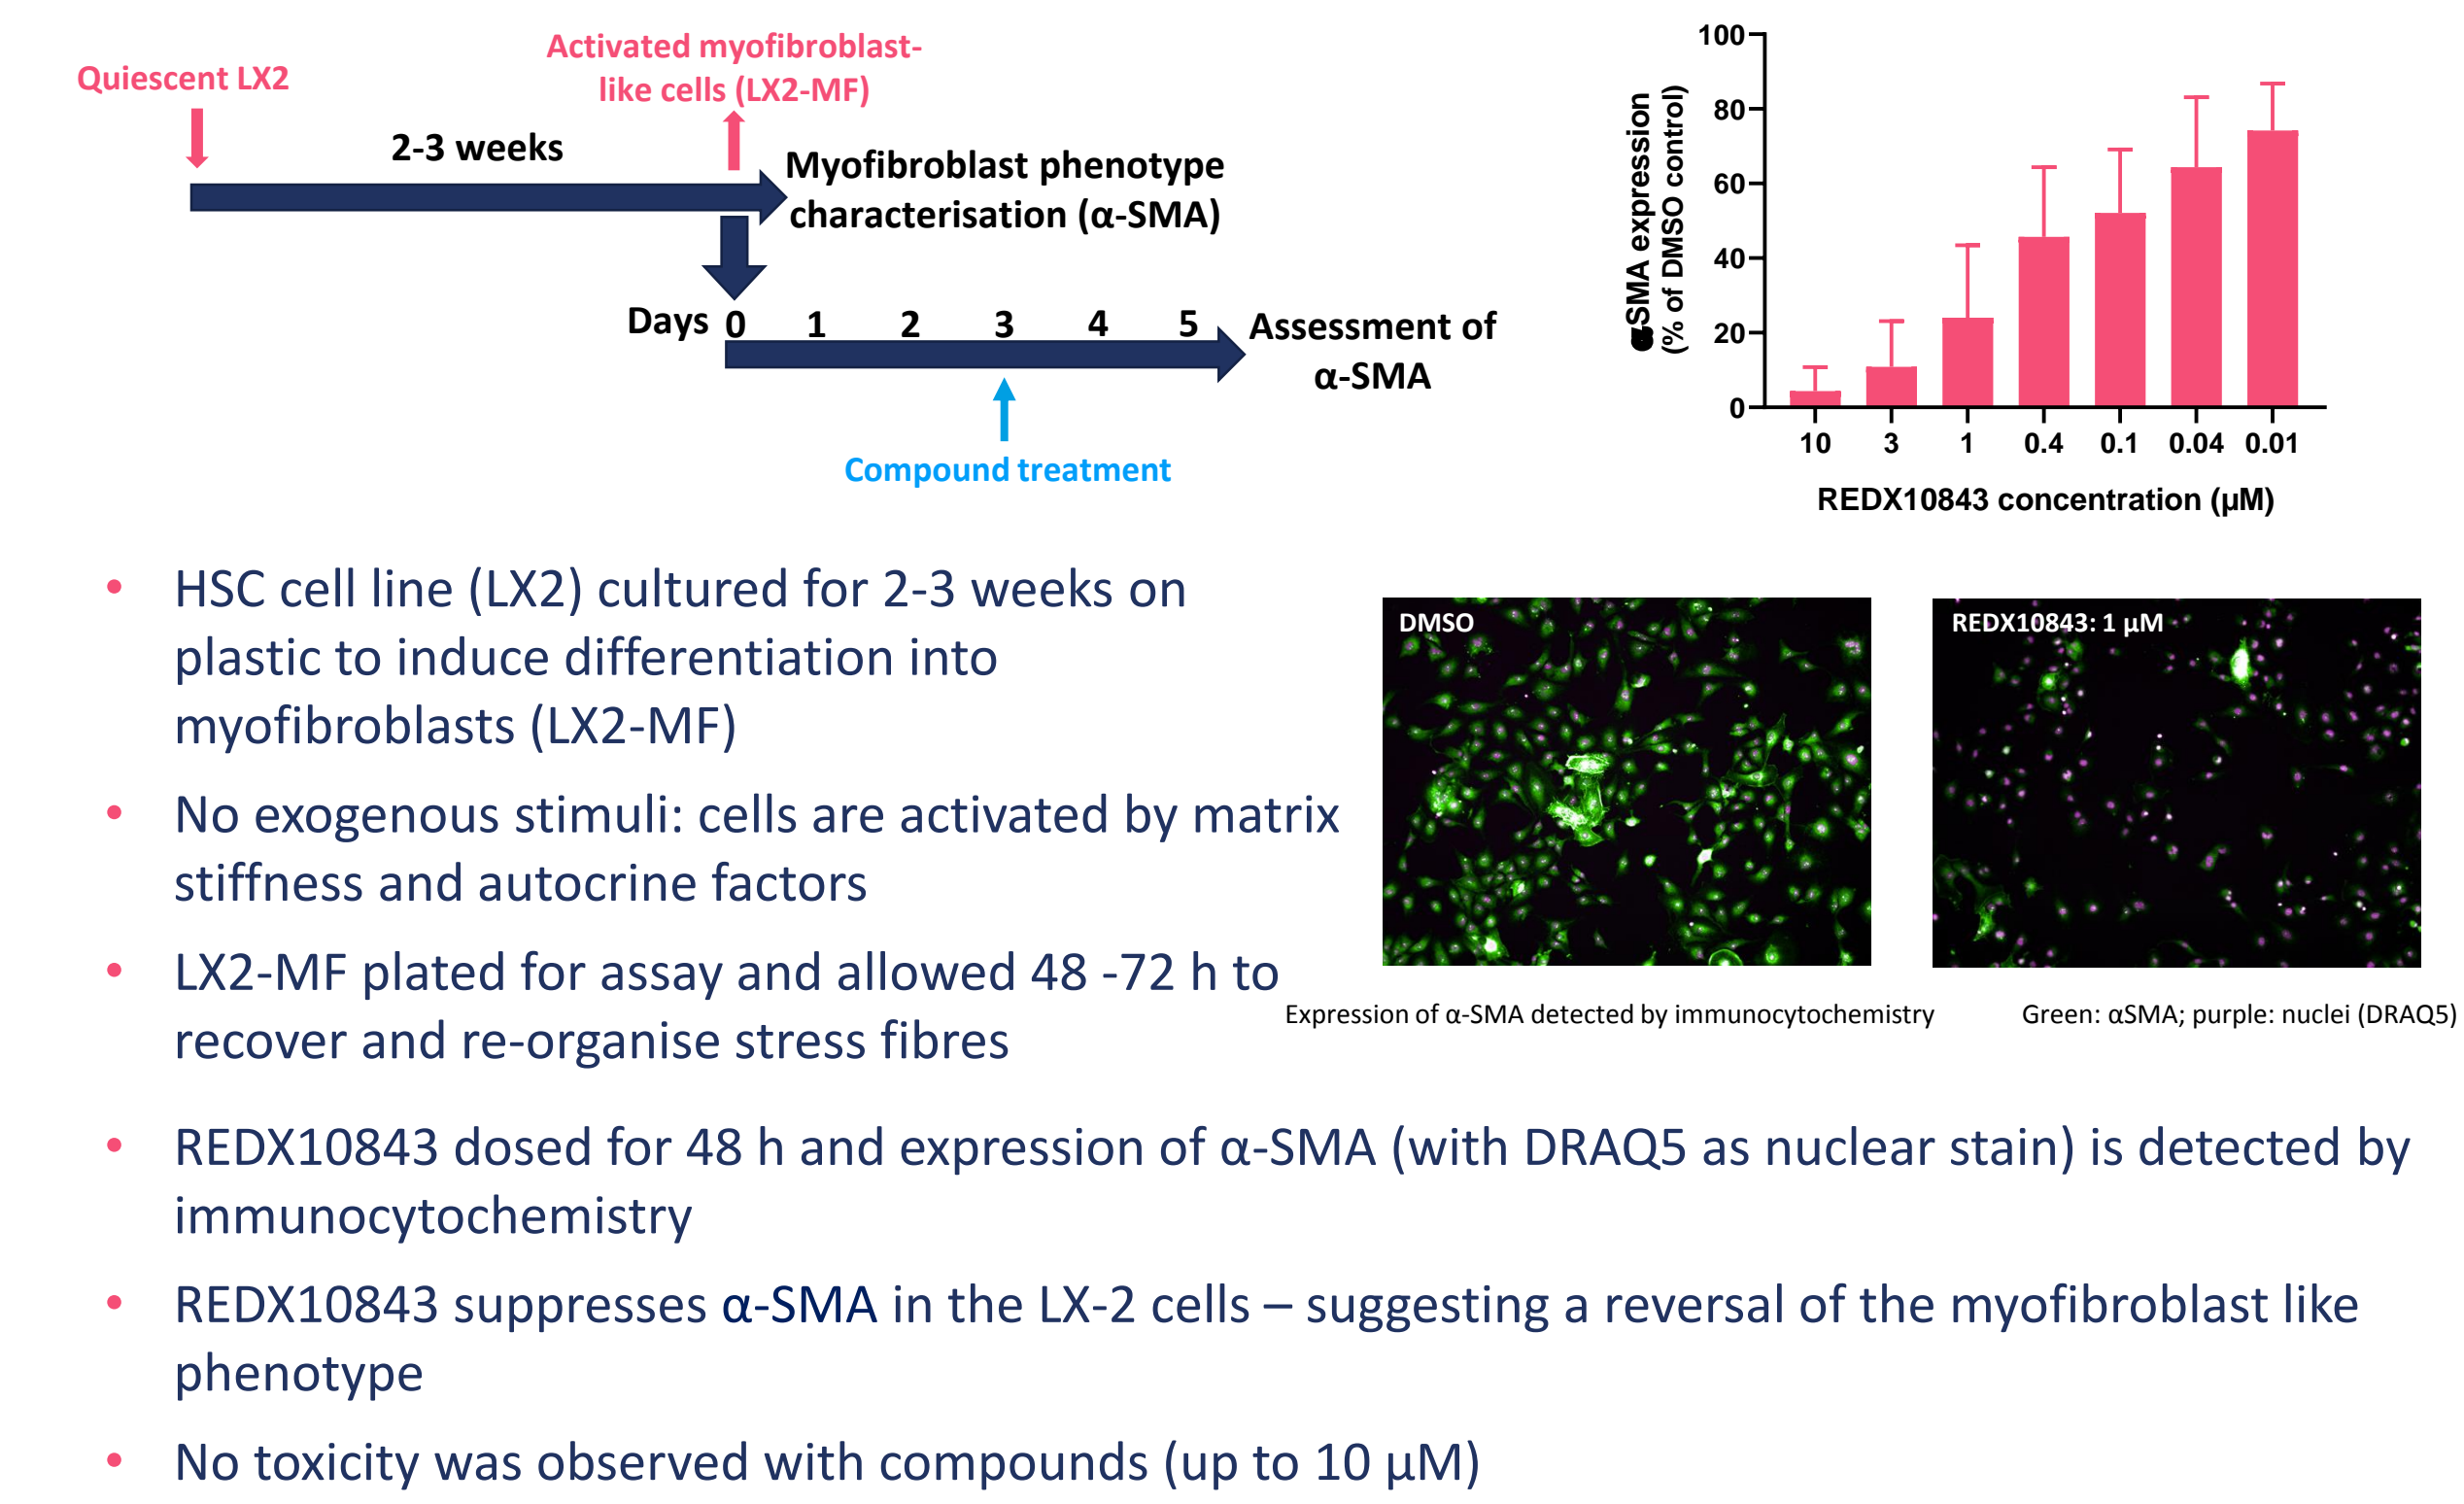 Quiescent LX2
2-3 weeks
Activated myofibroblast-
like cells (LX2-MF)
Myofibroblast phenotype
characterisation (α-SMA)
Days 0 1 2 3 4 5
Assessment of
α-SMA
Compound treatment
αSMA expression
(% of DMSO control)
100
80
60
40
20
0
10 3 1 0.4 0.1 0.04 0.01
REDX10843 concentration (µM)
• HSC cell line (LX2) cultured for 2-3 weeks on
plastic to induce differentiation into
myofibroblasts (LX2-MF)
• No exogenous stimuli: cells are activated by matrix
stiffness and autocrine factors
• LX2-MF plated for assay and allowed 48 -72 h to
recover and re-organise stress fibres
DMSO
REDX10843: 1 µM
Expression of α-SMA detected by immunocytochemistry
Green: αSMA; purple: nuclei (DRAQ5)
• REDX10843 dosed for 48 h and expression of α-SMA (with DRAQ5 as nuclear stain) is detected by
immunocytochemistry
• REDX10843 suppresses α-SMA in the LX-2 cells – suggesting a reversal of the myofibroblast like
phenotype
• No toxicity was observed with compounds (up to 10 µM)